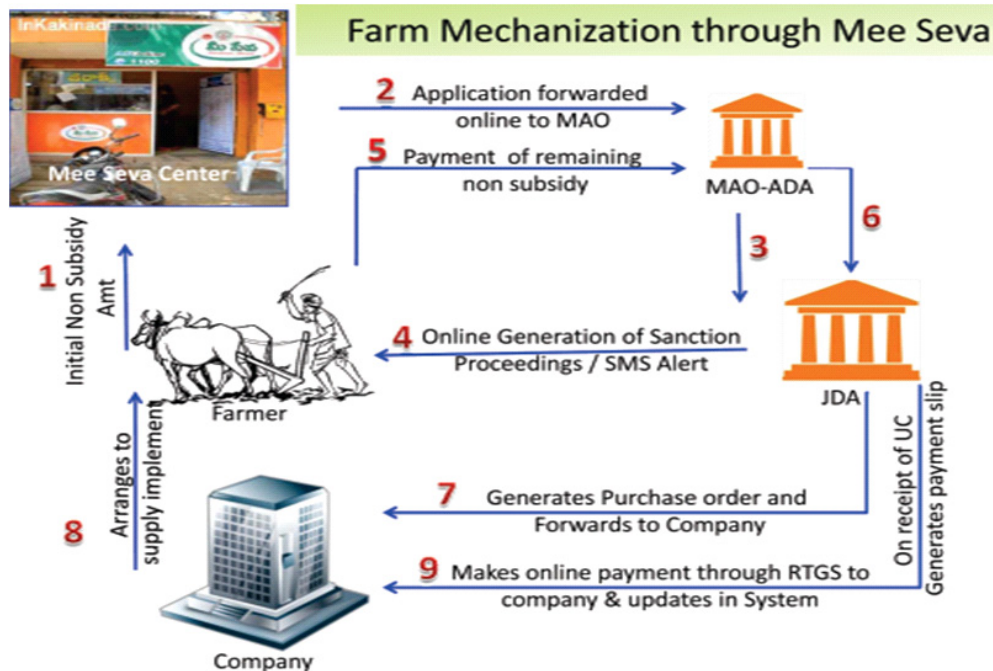 InKakinada.com
మీ సేవ
1100
Farm Mechanization through Mee Seva
Mee Seva Center
2 Application forwarded
online to MAO
5 Payment of remaining
non subsidy
MAO-ADA
3
6
1
Initial Non Subsidy
Amt
4 Online Generation of Sanction
Proceedings / SMS Alert
Farmer
JDA
On receipt of UC
Generates payment slip
7 Generates Purchase order and
Forwards to Company
8
Arranges to
supply implement
9 Makes online payment through RTGS to
company & updates in System
Company